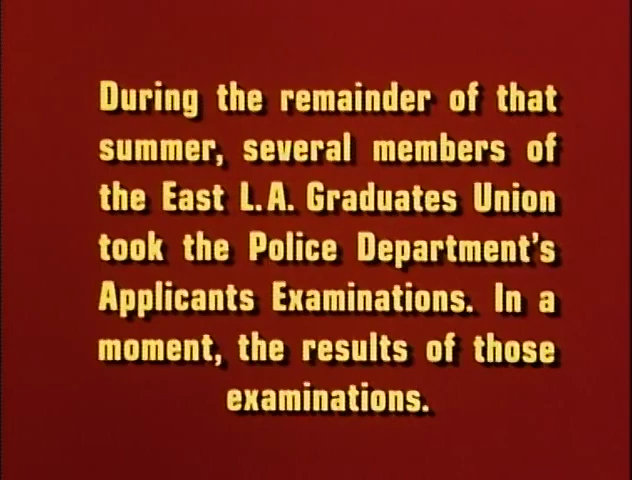 During the remainder of that
summer, several members of
the East L.A. Graduates Union
took the Police Department's
Applicants Examinations. In a
moment, the results of those
examinations.